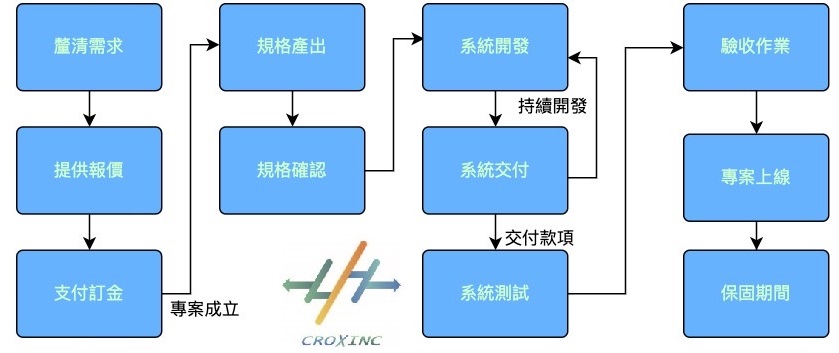 釐清需求
提供報價
支付訂金
專案成立
規格產出
規格確認
系統開發
持續開發
系統交付
交付款項
系統測試
驗收作業
專案上線
保固期間
CROXINC